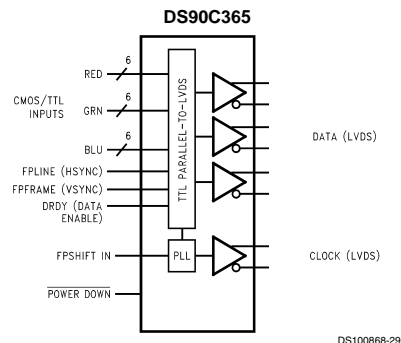 DS90C365
RED 6
CMOS/TTL
INPUTS
GRN 6
BLU 6
FPLINE (HSYNC)
FPFRAME (VSYNC)
DRDY (DATA
ENABLE)
FPSHIFT IN
POWER DOWN
TTL PARALLEL-TO-LVDS
PLL
DATA (LVDS)
CLOCK (LVDS)
DS100868-29